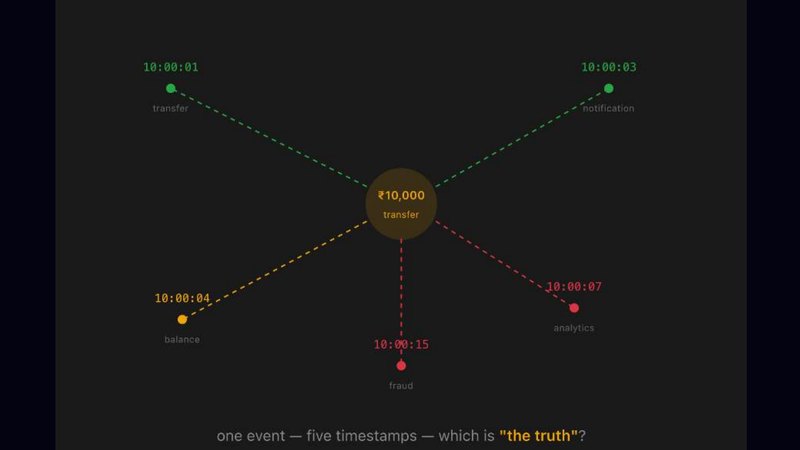 10:00:01
transfer
10:00:03
notification
₹10,000
transfer
10:00:04
balance
10:00:07
analytics
10:00:15
fraud
one event — five timestamps — which is "the truth"?